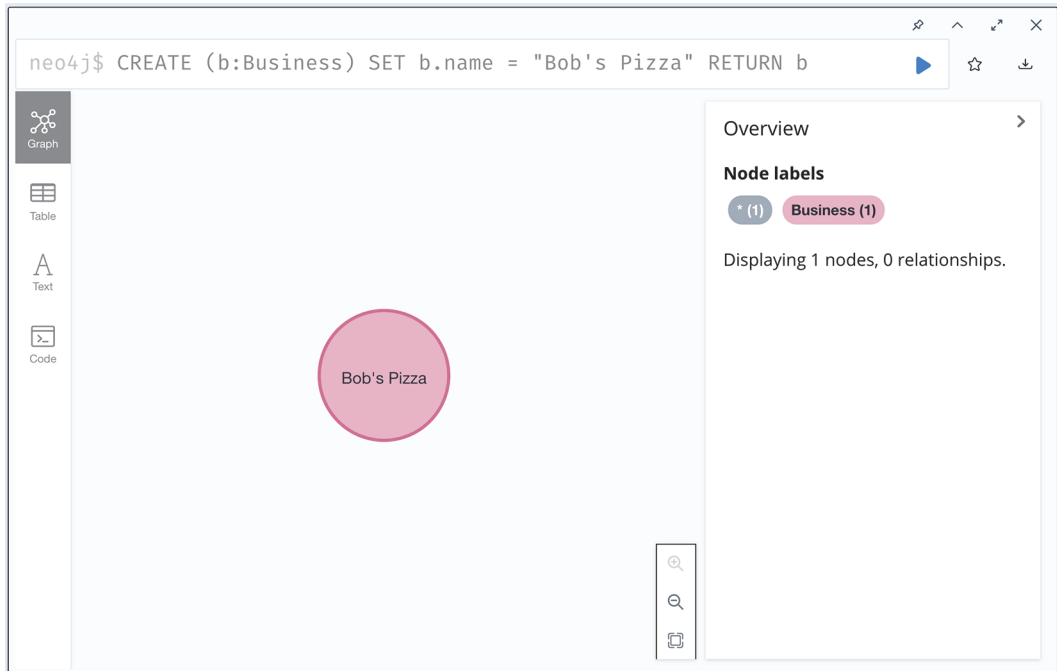 neo4j$ CREATE (b:Business) SET b.name = "Bob's Pizza" RETURN b
Graph
Table
Text
Code
Bob's Pizza
Overview
Node labels
* (1) Business (1)
Displaying 1 nodes, 0 relationships.